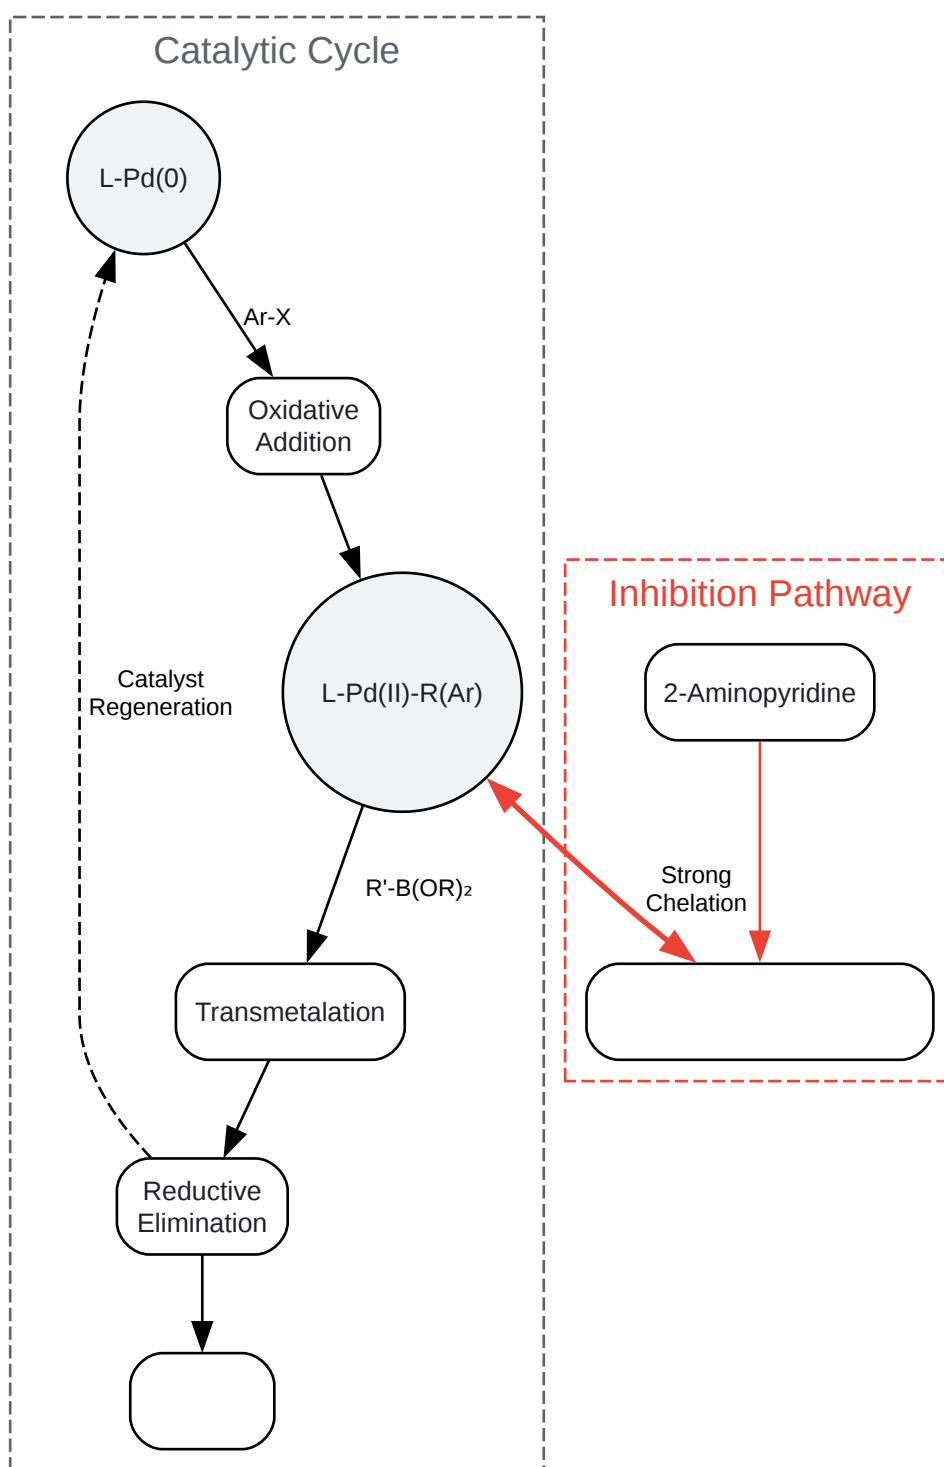 Catalytic Cycle
L-Pd(0)
Ar-X
Oxidative
Addition
Inhibition Pathway
Catalyst
Regeneration
L-Pd(II)-R(Ar)
2-Aminopyridine
R'-B(OR)₂
Strong
Chelation
Transmetalation
Reductive
Elimination